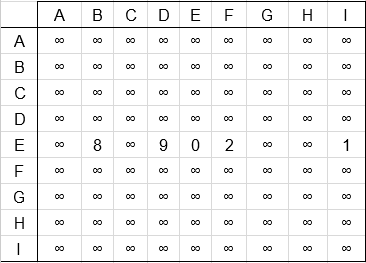 A B C D E F G H I
A ∞ ∞ ∞ ∞ ∞ ∞ ∞ ∞ ∞
B ∞ ∞ ∞ ∞ ∞ ∞ ∞ ∞ ∞
C ∞ ∞ ∞ ∞ ∞ ∞ ∞ ∞ ∞
D ∞ ∞ ∞ ∞ ∞ ∞ ∞ ∞ ∞
E ∞ 8 ∞ 9 0 2 ∞ ∞ 1
F ∞ ∞ ∞ ∞ ∞ ∞ ∞ ∞ ∞
G ∞ ∞ ∞ ∞ ∞ ∞ ∞ ∞ ∞
H ∞ ∞ ∞ ∞ ∞ ∞ ∞ ∞ ∞
I ∞ ∞ ∞ ∞ ∞ ∞ ∞ ∞ ∞